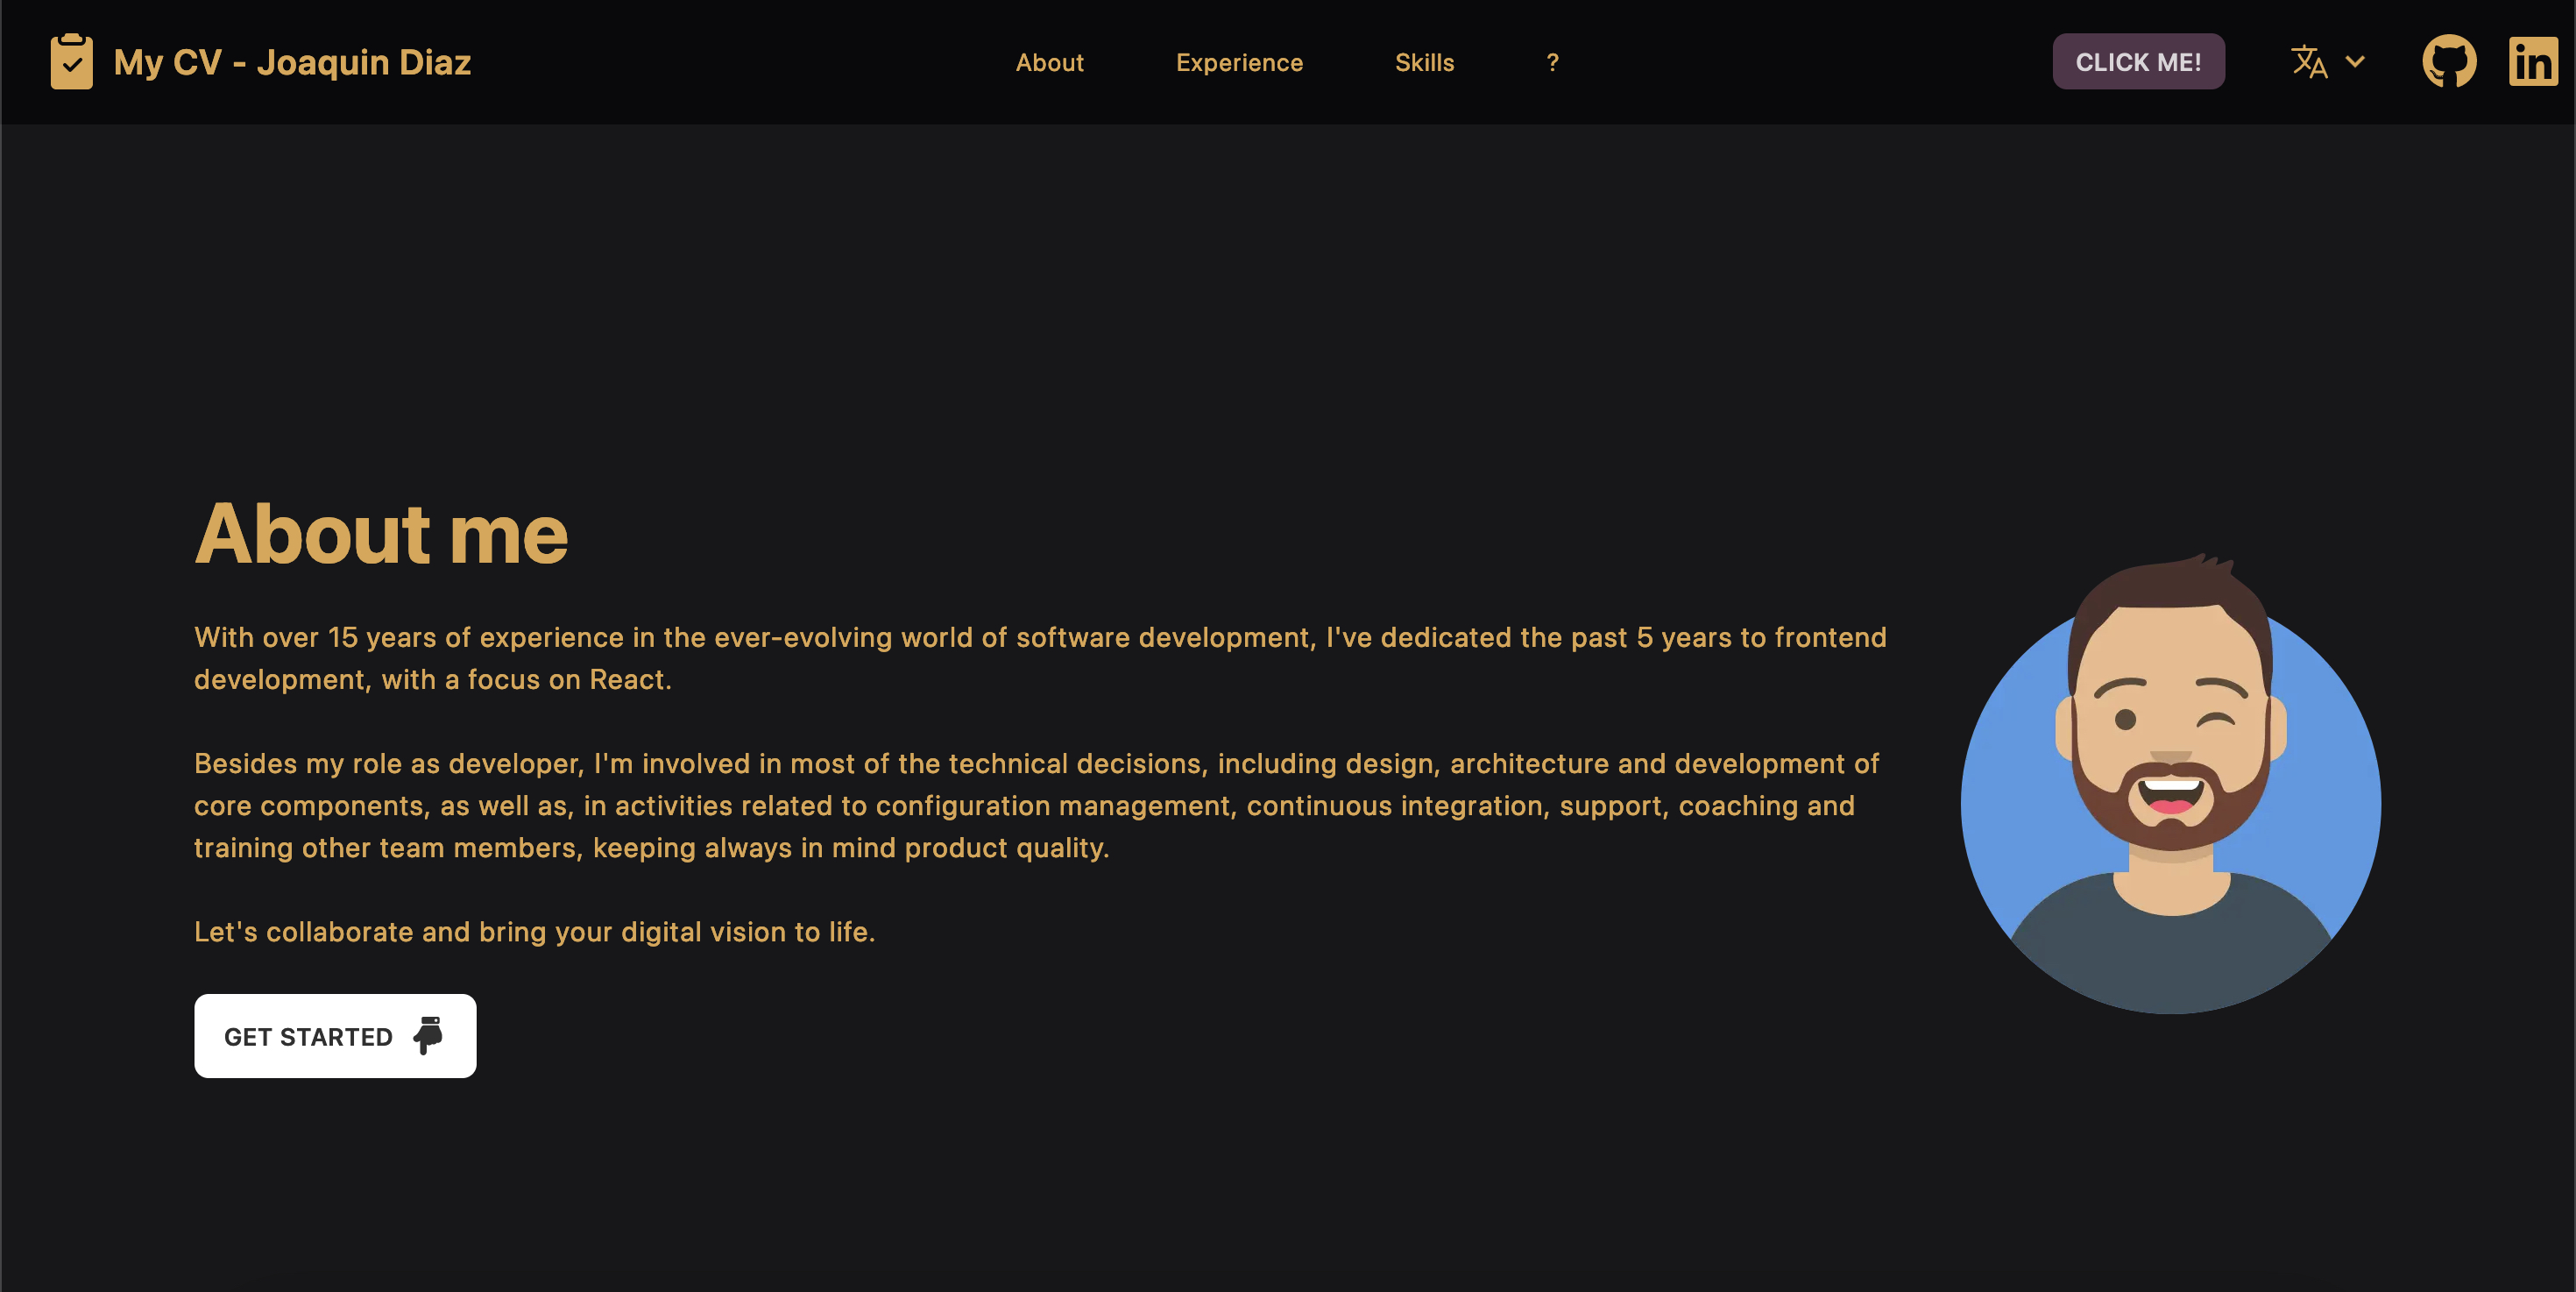 My CV - Joaquin Diaz
About
Experience
Skills
?
CLICK ME!
in
About me
With over 15 years of experience in the ever-evolving world of software development, I've dedicated the past 5 years to frontend
development, with a focus on React.
Besides my role as developer, I'm involved in most of the technical decisions, including design, architecture and development of
core components, as well as, in activities related to configuration management, continuous integration, support, coaching and
training other team members, keeping always in mind product quality.
Let's collaborate and bring your digital vision to life.
GET STARTED